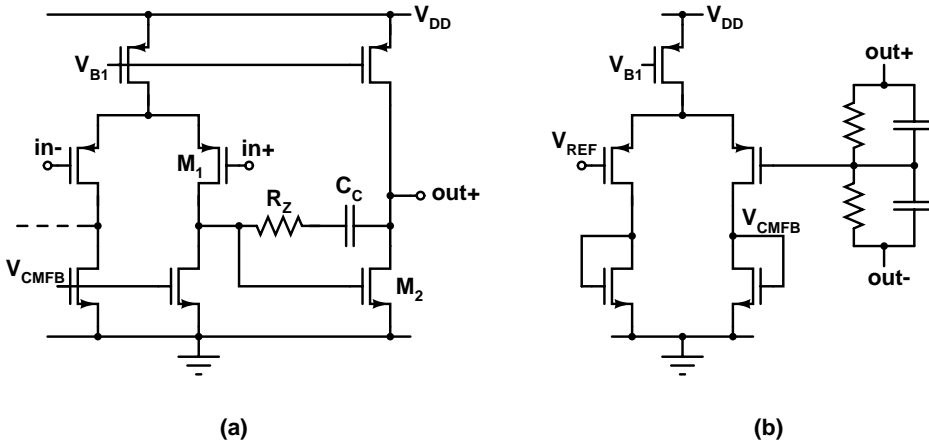 V_DD
V_B1
in-
M_1
in+
R_Z
C_C
out+
V_CMFB
M_2
(a)
V_DD
V_B1
out+
V_REF
V_CMFB
out-
(b)